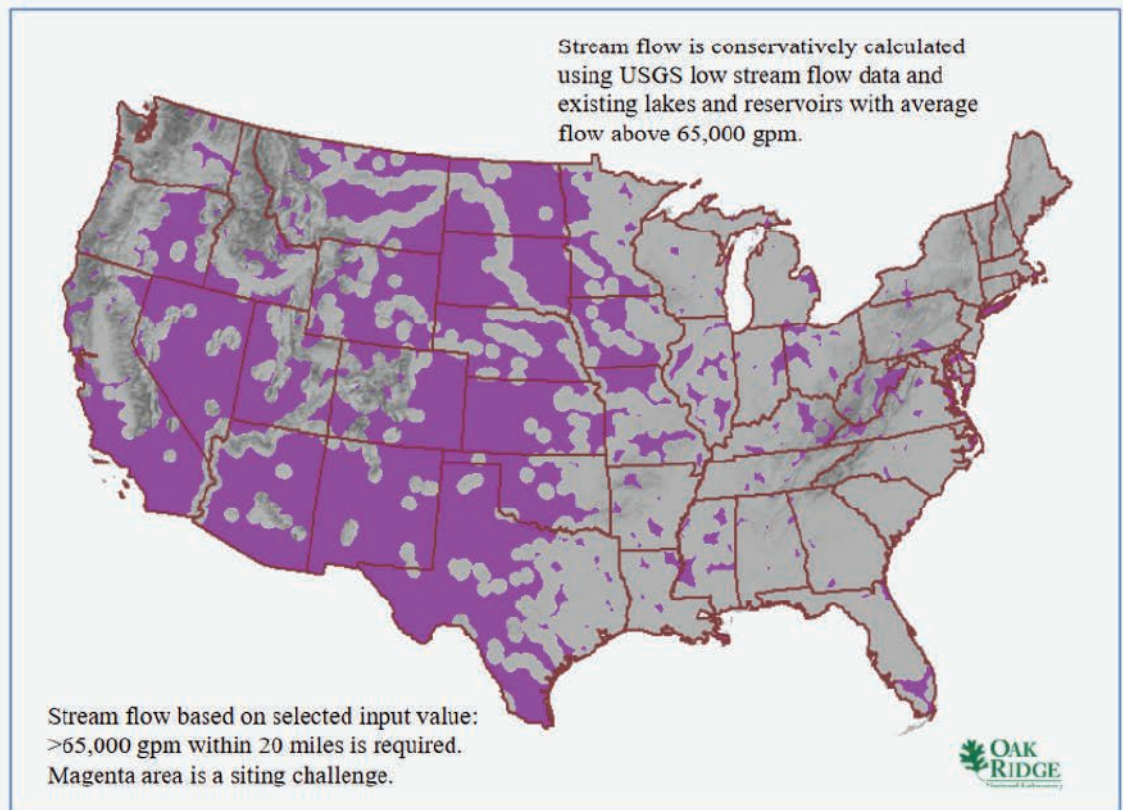 Stream flow is conservatively calculated
using USGS low stream flow data and
existing lakes and reservoirs with average
flow above 65,000 gpm.
Stream flow based on selected input value:
>65,000 gpm within 20 miles is required.
Magenta area is a siting challenge.
OAK
RIDGE
National Laboratory